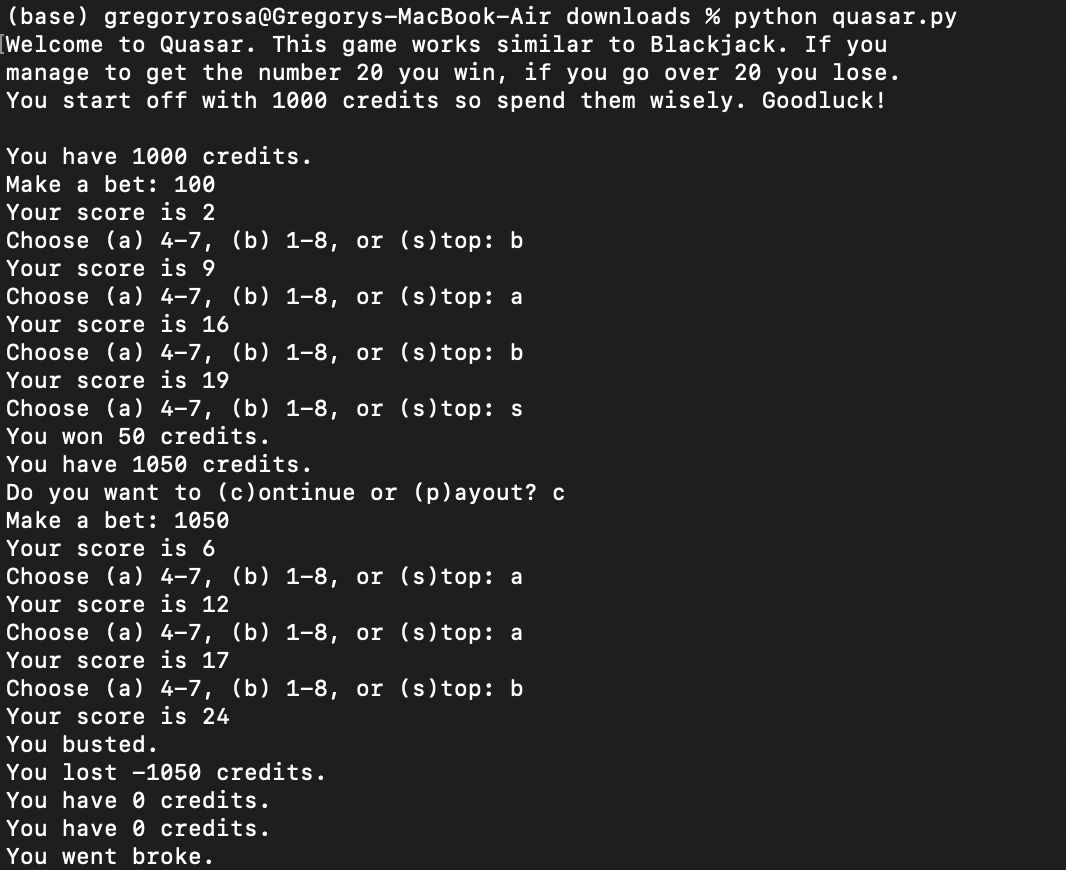 (base) gregoryrosa@Gregorys-MacBook-Air downloads % python quasar.py
Welcome to Quasar. This game works similar to Blackjack. If you
manage to get the number 20 you win, if you go over 20 you lose.
You start off with 1000 credits so spend them wisely. Goodluck!

You have 1000 credits.
Make a bet: 100
Your score is 2
Choose (a) 4-7, (b) 1-8, or (s)top: b
Your score is 9
Choose (a) 4-7, (b) 1-8, or (s)top: a
Your score is 16
Choose (a) 4-7, (b) 1-8, or (s)top: b
Your score is 19
Choose (a) 4-7, (b) 1-8, or (s)top: s
You won 50 credits.
You have 1050 credits.
Do you want to (c)ontinue or (p)ayout? c
Make a bet: 1050
Your score is 6
Choose (a) 4-7, (b) 1-8, or (s)top: a
Your score is 12
Choose (a) 4-7, (b) 1-8, or (s)top: a
Your score is 17
Choose (a) 4-7, (b) 1-8, or (s)top: b
Your score is 24
You busted.
You lost -1050 credits.
You have 0 credits.
You have 0 credits.
You went broke.